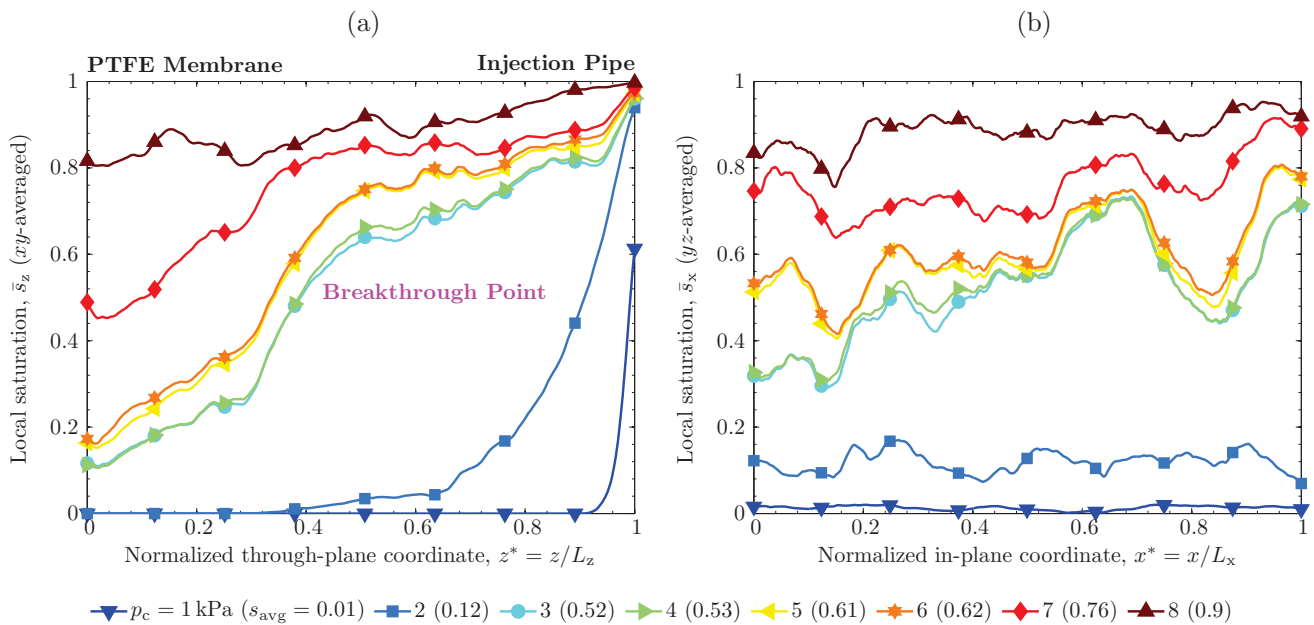 (a)
PTFE Membrane Injection Pipe
1
0.8
0.6
0.4
0.2
0
Local saturation, s̄z (xy-averaged)
Breakthrough Point
0 0.2 0.4 0.6 0.8 1
Normalized through-plane coordinate, z* = z/Lz
(b)
1
0.8
0.6
0.4
0.2
0
Local saturation, s̄x (yz-averaged)
0 0.2 0.4 0.6 0.8 1
Normalized in-plane coordinate, x* = x/Lx
pc = 1 kPa (savg = 0.01) 2 (0.12) 3 (0.52) 4 (0.53) 5 (0.61) 6 (0.62) 7 (0.76) 8 (0.9)